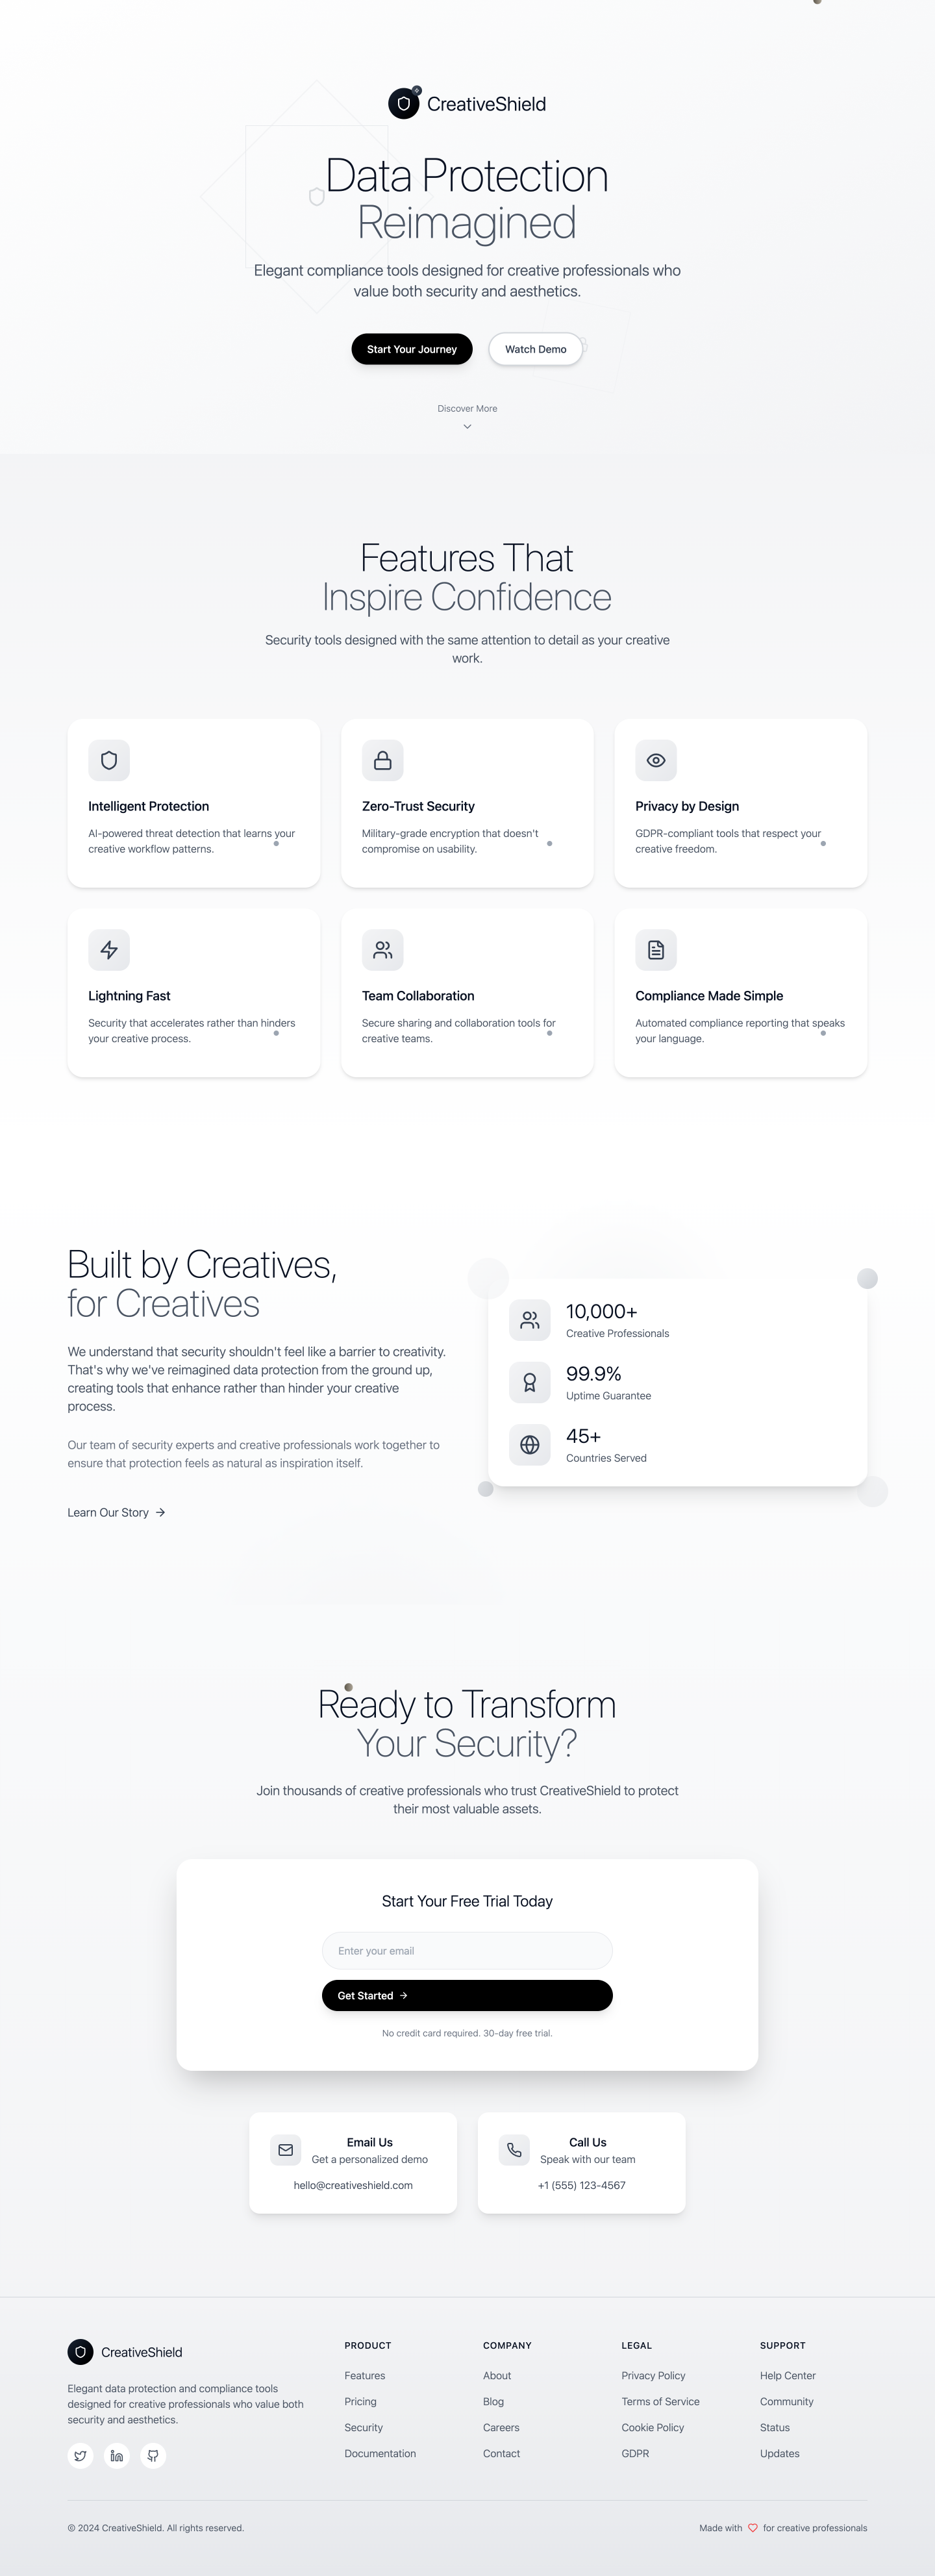 CreativeShield
Data Protection
Reimagined
Elegant compliance tools designed for creative professionals who
value both security and aesthetics.
Start Your Journey
Watch Demo
Discover More
Features That
Inspire Confidence
Security tools designed with the same attention to detail as your creative
work.
Intelligent Protection
AI-powered threat detection that learns your
creative workflow patterns.
Zero-Trust Security
Military-grade encryption that doesn't
compromise on usability.
Privacy by Design
GDPR-compliant tools that respect your
creative freedom.
Lightning Fast
Security that accelerates rather than hinders
your creative process.
Team Collaboration
Secure sharing and collaboration tools for
creative teams.
Compliance Made Simple
Automated compliance reporting that speaks
your language.
Built by Creatives,
for Creatives
We understand that security shouldn't feel like a barrier to creativity.
That's why we've reimagined data protection from the ground up,
creating tools that enhance rather than hinder your creative
process.
Our team of security experts and creative professionals work together to
ensure that protection feels as natural as inspiration itself.
Learn Our Story
10,000+
Creative Professionals
99.9%
Uptime Guarantee
45+
Countries Served
Ready to Transform
Your Security?
Join thousands of creative professionals who trust CreativeShield to protect
their most valuable assets.
Start Your Free Trial Today
Enter your email
Get Started
No credit card required. 30-day free trial.
Email Us
Get a personalized demo
hello@creativeshield.com
Call Us
Speak with our team
+1 (555) 123-4567
CreativeShield
Elegant data protection and compliance tools
designed for creative professionals who value both
security and aesthetics.
PRODUCT
Features
Pricing
Security
Documentation
COMPANY
About
Blog
Careers
Contact
LEGAL
Privacy Policy
Terms of Service
Cookie Policy
GDPR
SUPPORT
Help Center
Community
Status
Updates
© 2024 CreativeShield. All rights reserved.
Made with for creative professionals